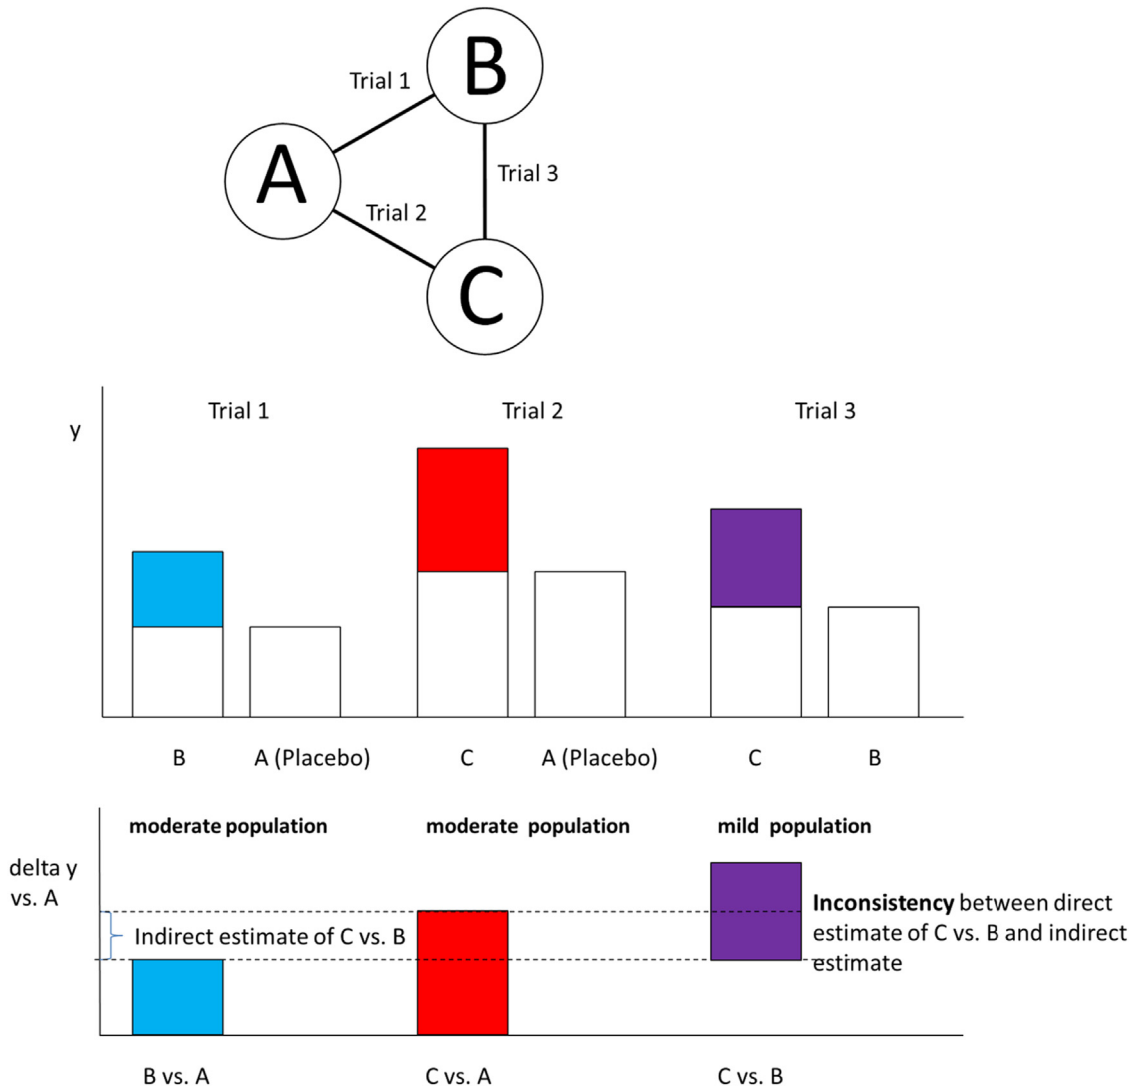 B
Trial 1
A
Trial 3
Trial 2
C
Trial 1
Trial 2
Trial 3
y
B
A (Placebo)
C
A (Placebo)
C
B
moderate population
moderate population
mild population
delta y
vs. A
Inconsistency between direct
estimate of C vs. B and indirect
estimate
Indirect estimate of C vs. B
B vs. A
C vs. A
C vs. B